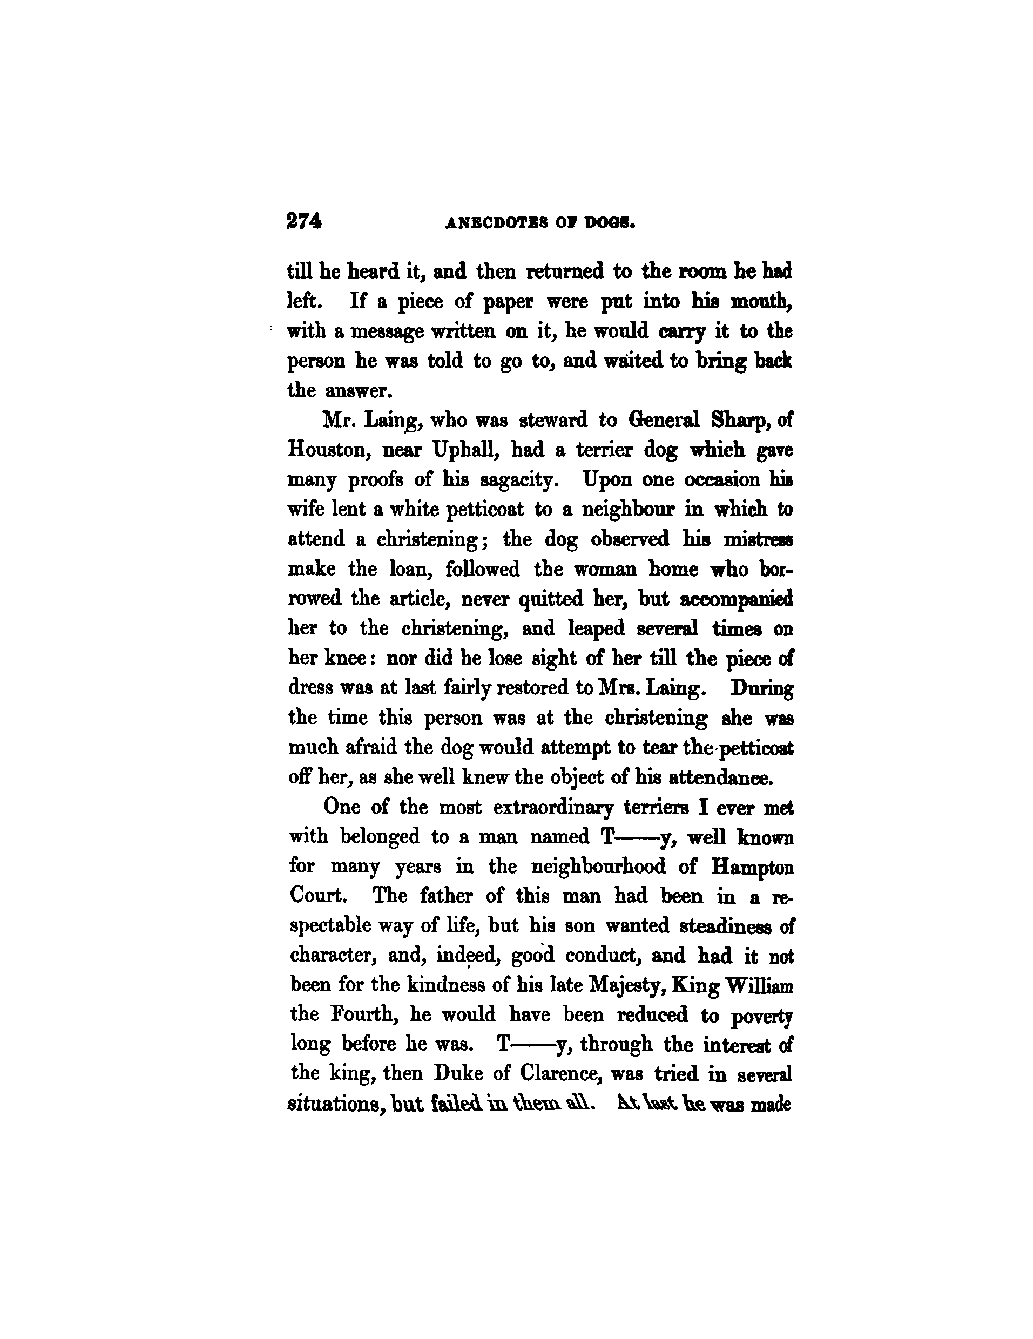 274 ANECDOTES OF DOGS.
till he heard it, and then returned to the room he had
left. If a piece of paper were put into his mouth,
with a message written on it, he would carry it to the
person he was told to go to, and waited to bring back
the answer.
Mr. Laing, who was steward to General Sharp, of
Houston, near Uphall, had a terrier dog which gave
many proofs of his sagacity. Upon one occasion his
wife lent a white petticoat to a neighbour in which to
attend a christening; the dog observed his mistress
make the loan, followed the woman home who bor-
rowed the article, never quitted her, but accompanied
her to the christening, and leaped several times on
her knee: nor did he lose sight of her till the piece of
dress was at last fairly restored to Mrs. Laing. During
the time this person was at the christening she was
much afraid the dog would attempt to tear the petticoat
off her, as she well knew the object of his attendance.
One of the most extraordinary terriers I ever met
with belonged to a man named T——y, well known
for many years in the neighbourhood of Hampton
Court. The father of this man had been in a re-
spectable way of life, but his son wanted steadiness of
character, and, indeed, good conduct, and had it not
been for the kindness of his late Majesty, King William
the Fourth, he would have been reduced to poverty
long before he was. T——y, through the interest of
the king, then Duke of Clarence, was tried in several
situations, but failed in them all. At last he was made